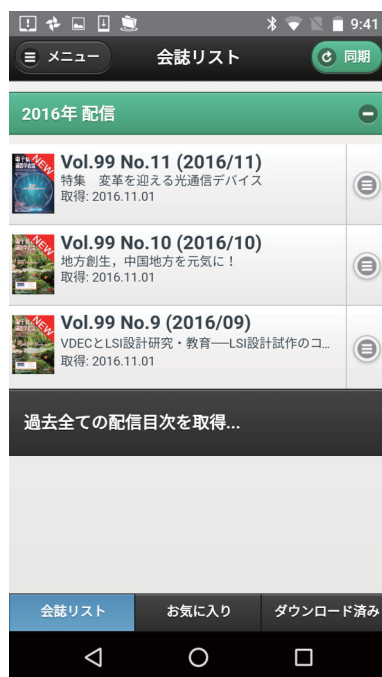 9:41
メニュー
会誌リスト
同期
2016年 配信
NEW
Vol.99 No.11 (2016/11)
特集　変革を迎える光通信デバイス
取得: 2016.11.01
NEW
Vol.99 No.10 (2016/10)
地方創生，中国地方を元気に！
取得: 2016.11.01
NEW
Vol.99 No.9 (2016/09)
VDECとLSI設計研究・教育──LSI設計試作のコ...
取得: 2016.11.01
過去全ての配信目次を取得...
会誌リスト
お気に入り
ダウンロード済み